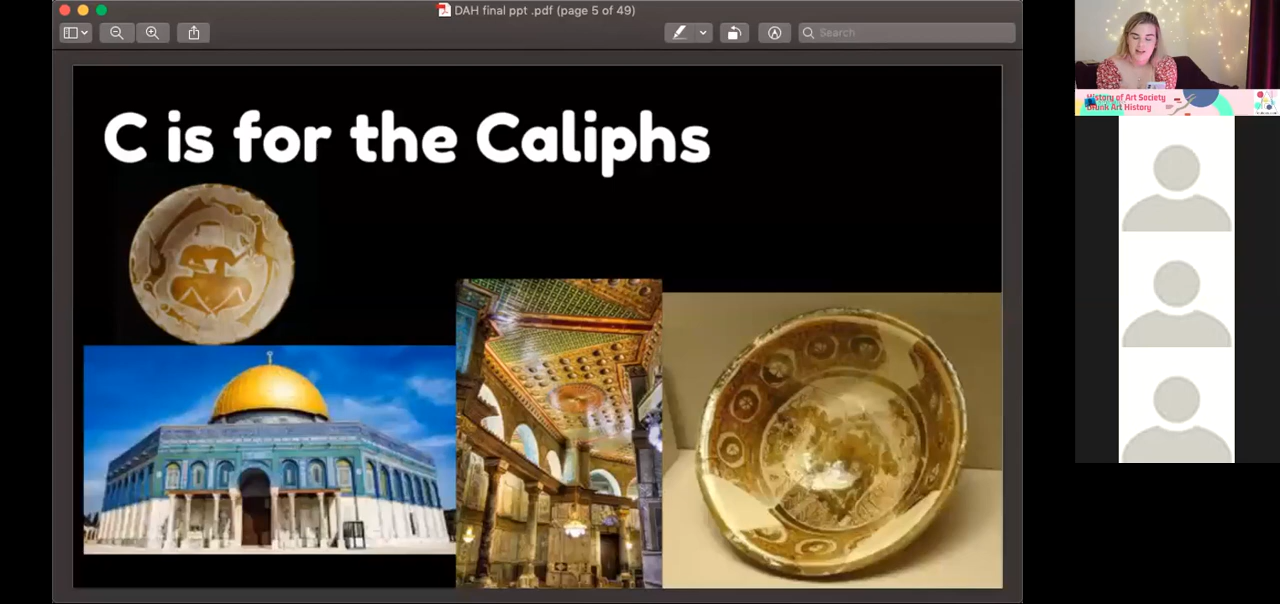 DAH final ppt .pdf (page 5 of 49)
Search
C is for the Caliphs
History of Art Society
Drunk Art History